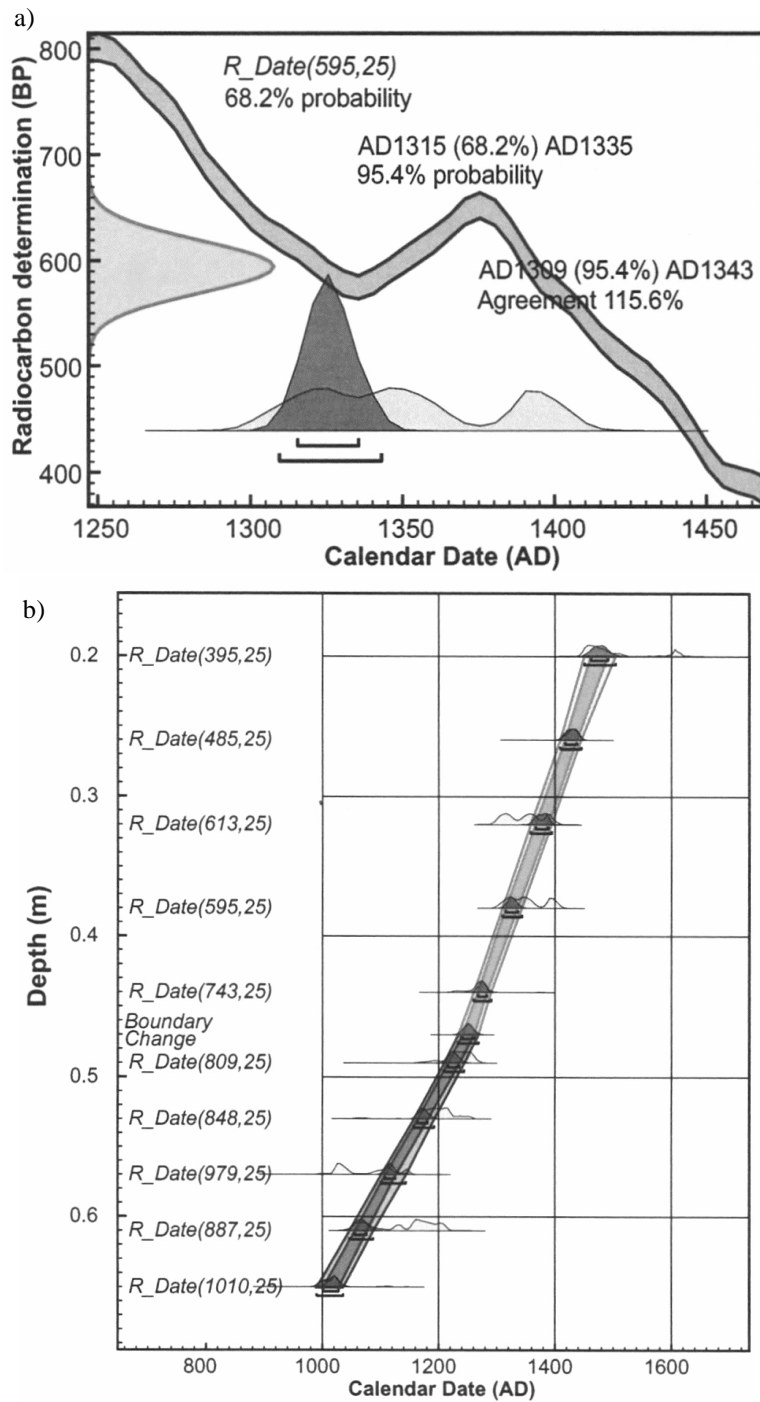 a)
R_Date(595,25)
68.2% probability
AD1315 (68.2%) AD1335
95.4% probability
AD1309 (95.4%) AD1343
Agreement 115.6%
Radiocarbon determination (BP)
800
700
600
500
400
1250 1300 1350 1400 1450
Calendar Date (AD)
b)
Depth (m)
0.2
R_Date(395,25)
R_Date(485,25)
0.3
R_Date(613,25)
R_Date(595,25)
0.4
R_Date(743,25)
Boundary
Change
R_Date(809,25)
0.5
R_Date(848,25)
R_Date(979,25)
0.6
R_Date(887,25)
R_Date(1010,25)
800 1000 1200 1400 1600
Calendar Date (AD)